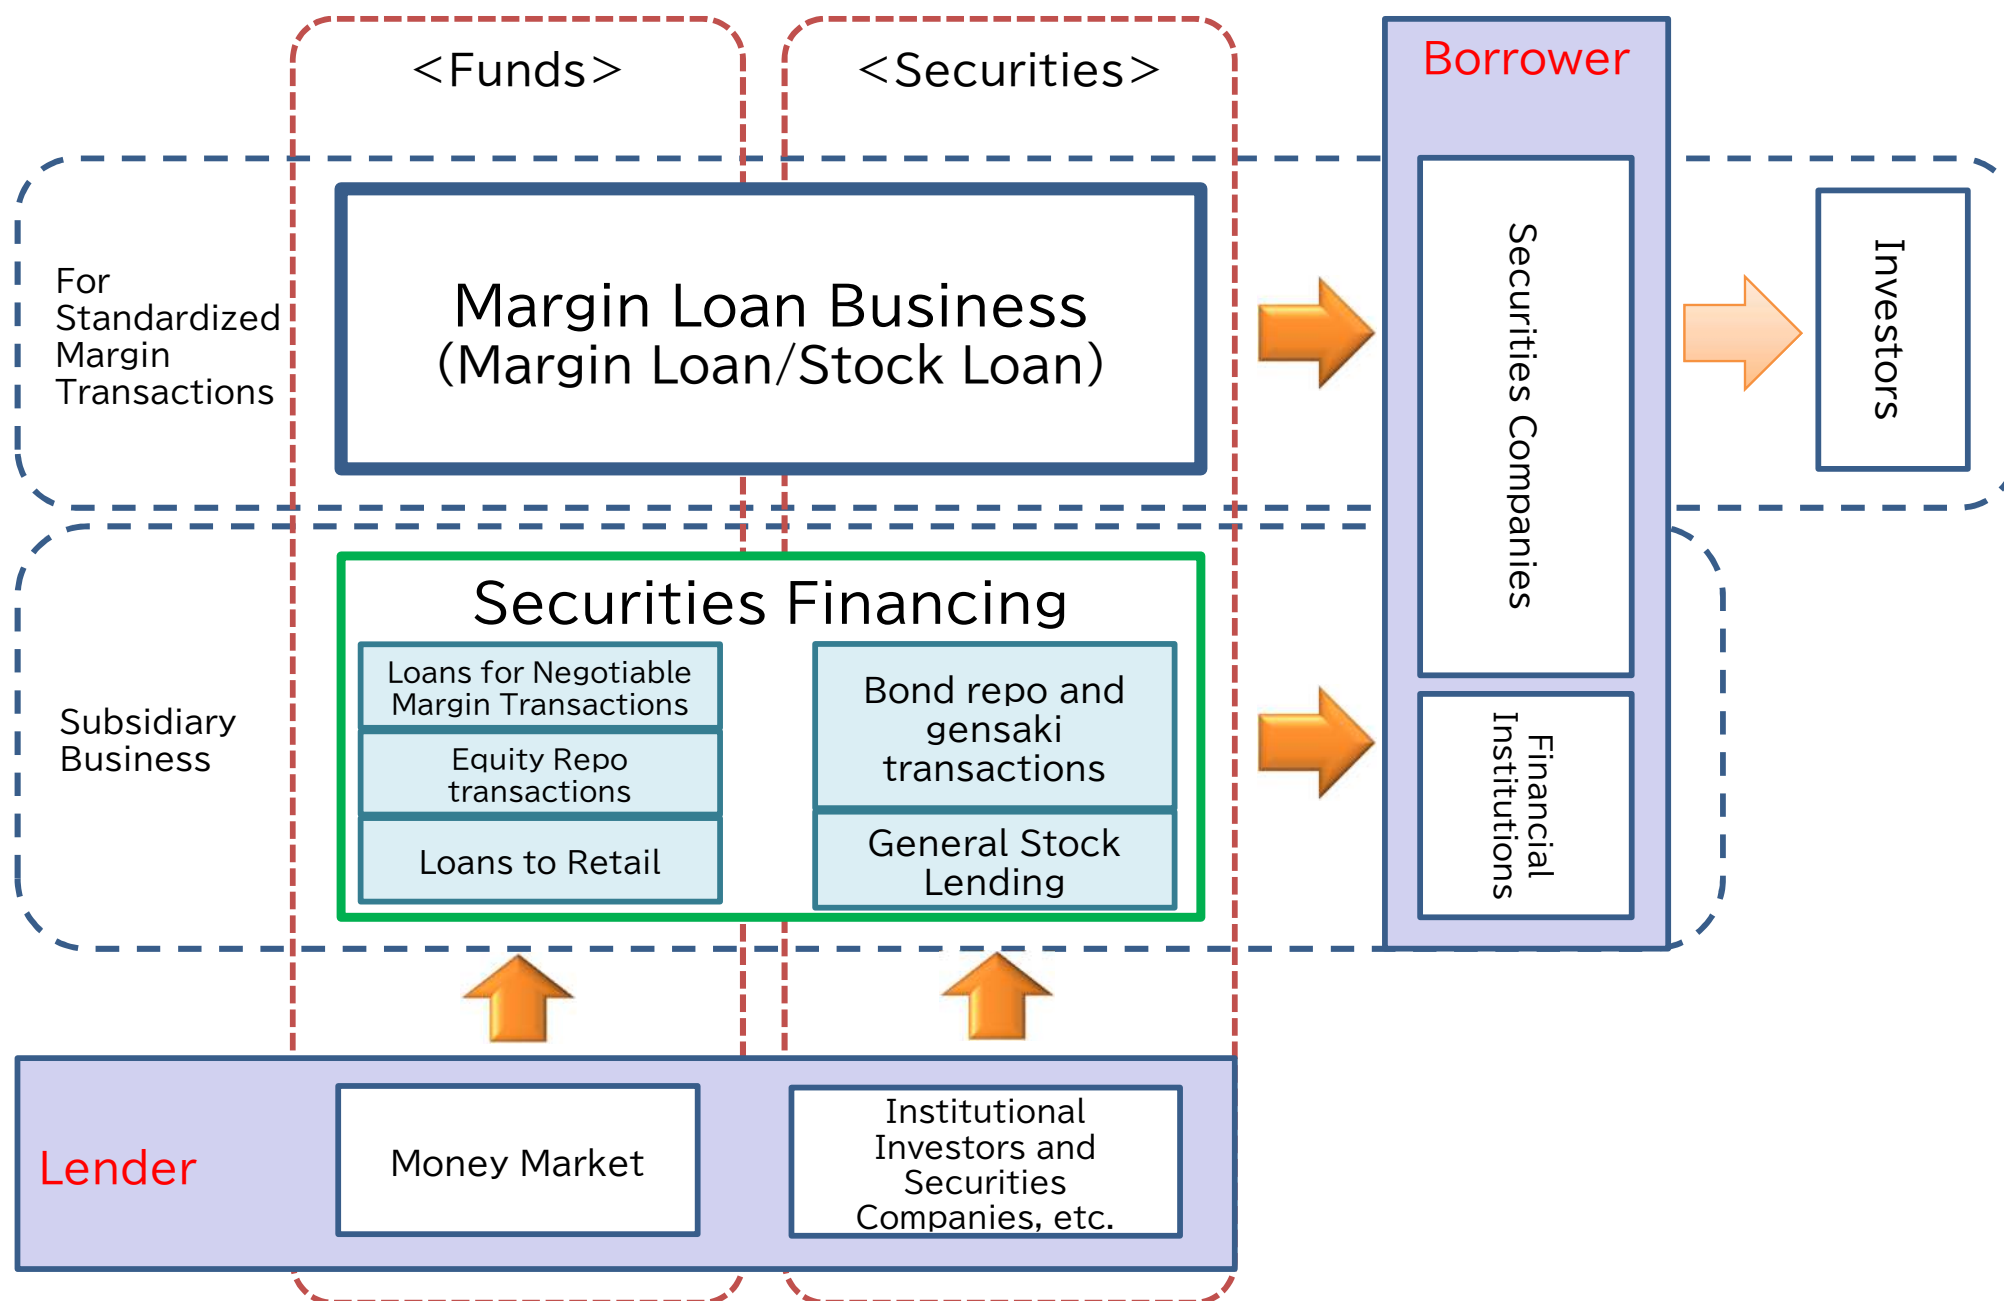 <Funds>
<Securities>
Borrower
For
Standardized
Margin
Transactions
Margin Loan Business
(Margin Loan/Stock Loan)
Securities Companies
Investors
Subsidiary
Business
Securities Financing
Loans for Negotiable
Margin Transactions
Equity Repo
transactions
Loans to Retail
Bond repo and
gensaki
transactions
General Stock
Lending
Financial
Institutions
Lender
Money Market
Institutional
Investors and
Securities
Companies, etc.